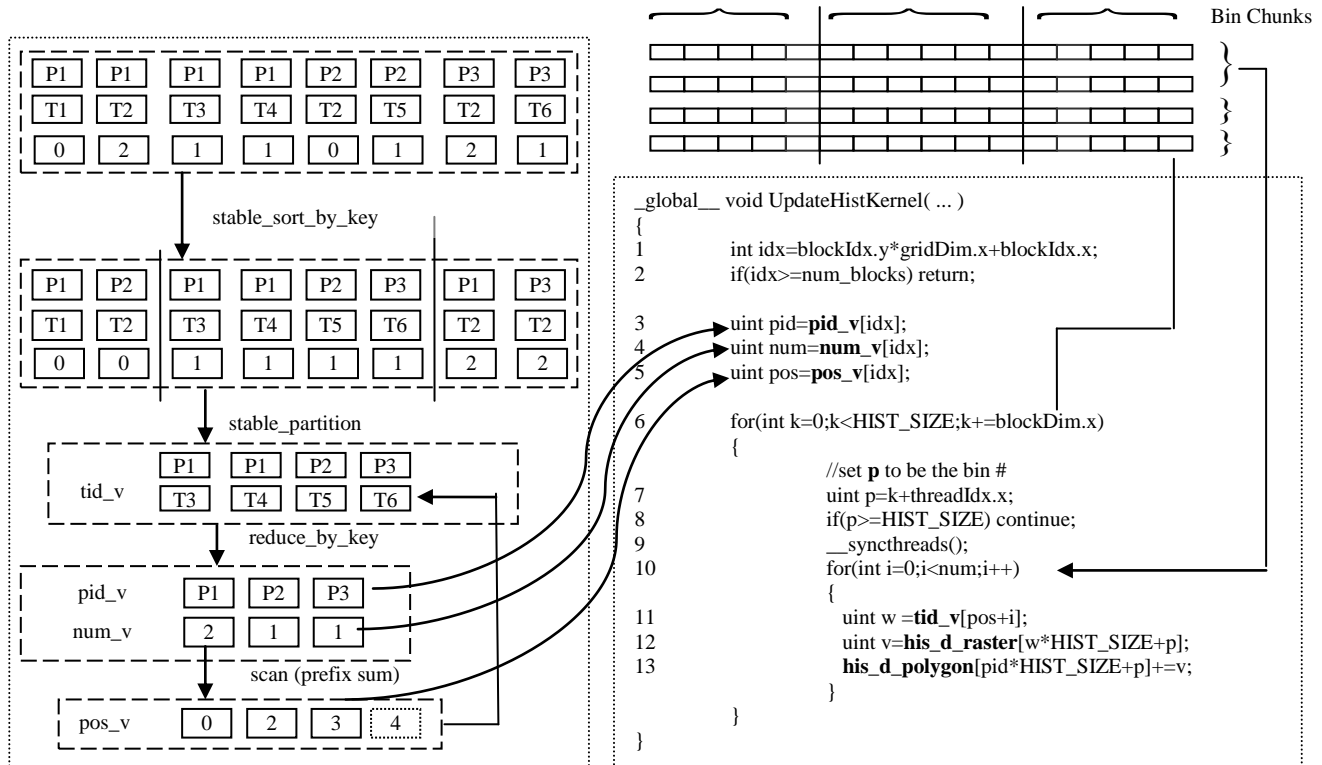 Bin Chunks
P1 P1 P1 P1 P2 P2 P3 P3
T1 T2 T3 T4 T2 T5 T2 T6
0 2 1 1 0 1 2 1
stable_sort_by_key
P1 P2 P1 P1 P2 P3 P1 P3
T1 T2 T3 T4 T5 T6 T2 T2
0 0 1 1 1 1 2 2
stable_partition
P1 P1 P2 P3
tid_v
T3 T4 T5 T6
reduce_by_key
pid_v P1 P2 P3
num_v 2 1 1
scan (prefix sum)
pos_v 0 2 3 4
_global__ void UpdateHistKernel( ... )
{
1 int idx=blockIdx.y*gridDim.x+blockIdx.x;
2 if(idx>=num_blocks) return;
3 uint pid=pid_v[idx];
4 uint num=num_v[idx];
5 uint pos=pos_v[idx];
6 for(int k=0;k<HIST_SIZE;k+=blockDim.x)
{
//set p to be the bin #
7 uint p=k+threadIdx.x;
8 if(p>=HIST_SIZE) continue;
9 __syncthreads();
10 for(int i=0;i<num;i++)
{
11 uint w =tid_v[pos+i];
12 uint v=his_d_raster[w*HIST_SIZE+p];
13 his_d_polygon[pid*HIST_SIZE+p]+=v;
}
}
}